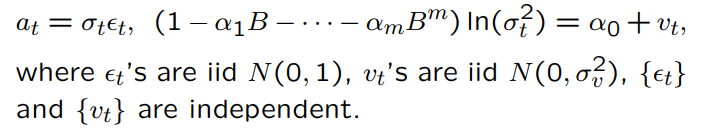 a_t = σ_tϵ_t, (1 − α_1B − ⋯ − α_mB^m) ln(σ_t^2) = α_0 + v_t,
where ϵ_t's are iid N(0, 1), v_t's are iid N(0, σ_v^2), {ϵ_t}
and {v_t} are independent.